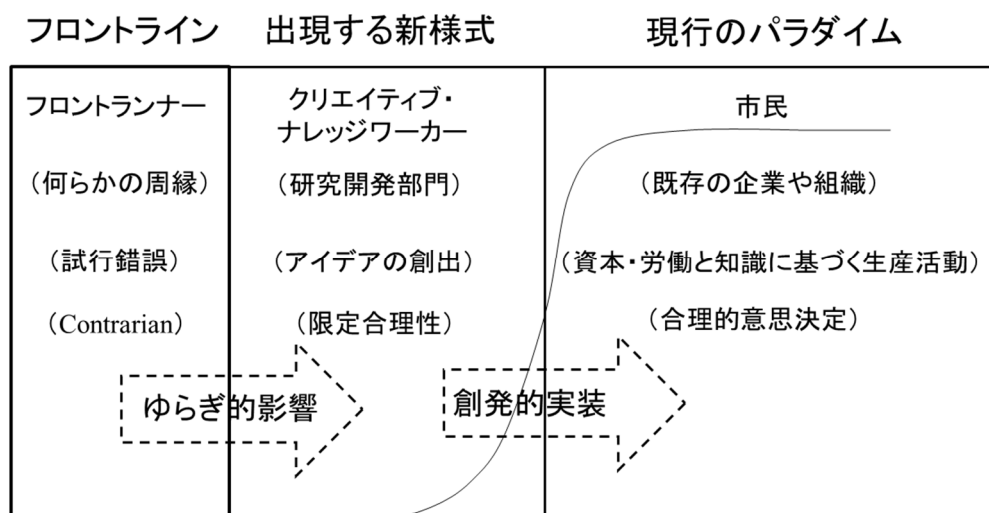 フロントライン
出現する新様式
現行のパラダイム
フロントランナー
クリエイティブ・
ナレッジワーカー
市民
（何らかの周縁）
（研究開発部門）
（既存の企業や組織）
（試行錯誤）
（アイデアの創出）
（資本・労働と知識に基づく生産活動）
（Contrarian）
（限定合理性）
（合理的意思決定）
ゆらぎ的影響
創発的実装